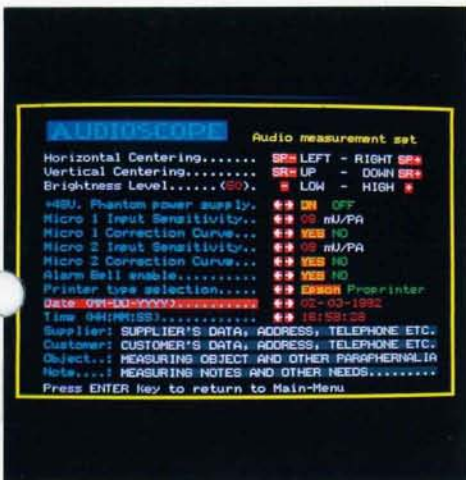 AUDIOSCOPE Audio measurement set
Horizontal Centering........ SR- LEFT - RIGHT SR+
Vertical Centering.......... SR- UP - DOWN SR+
Brightness Level......(60). - LOW - HIGH +
+48V. Phantom power supply. ON OFF
Micro 1 Input Sensitivity.. 09 mU/PA
Micro 1 Correction Curve... YES NO
Micro 2 Input Sensitivity.. 09 mU/PA
Micro 2 Correction Curve... YES NO
Alarm Bell enable.......... YES NO
Printer type selection..... Epson Proprinter
Date (MM-DD-YYYY).......... 02-03-1992
Time (HH:MM:SS)............ 16:59:28
Supplier: SUPPLIER'S DATA, ADDRESS, TELEPHONE ETC.
Customer: CUSTOMER'S DATA, ADDRESS, TELEPHONE ETC.
Object..: MEASURING OBJECT AND OTHER PARAPHERNALIA
Note....: MEASURING NOTES AND OTHER NEEDS.........
Press ENTER Key to return to Main-Menu